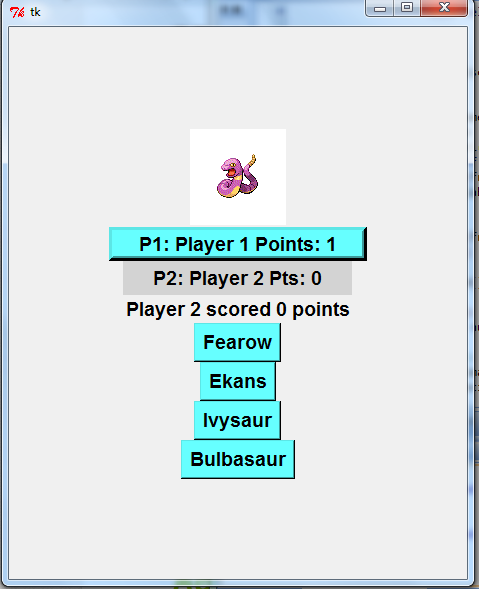 tk
P1: Player 1 Points: 1
P2: Player 2 Pts: 0
Player 2 scored 0 points
Fearow
Ekans
Ivysaur
Bulbasaur